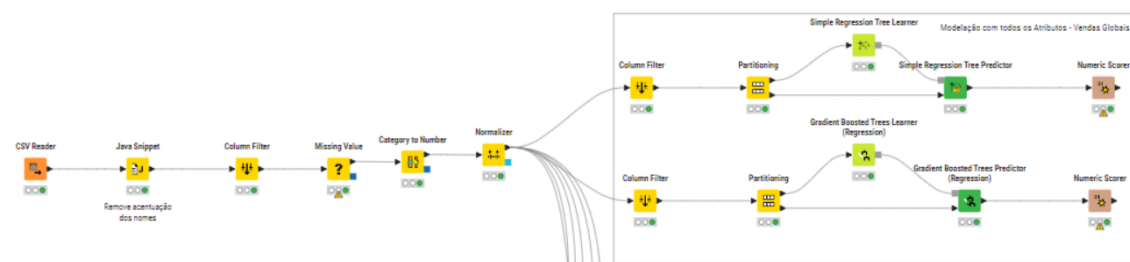 Simple Regression Tree Learner
Modelação com todos os Atributos - Vendas Globais
Column Filter
Partitioning
Simple Regression Tree Predictor
Numeric Scorer
Gradient Boosted Trees Learner
(Regression)
CSV Reader
Java Snippet
Column Filter
Missing Value
Category to Number
Normalizer
Remove acentuação
dos nomes
Column Filter
Partitioning
Gradient Boosted Trees Predictor
(Regression)
Numeric Scorer